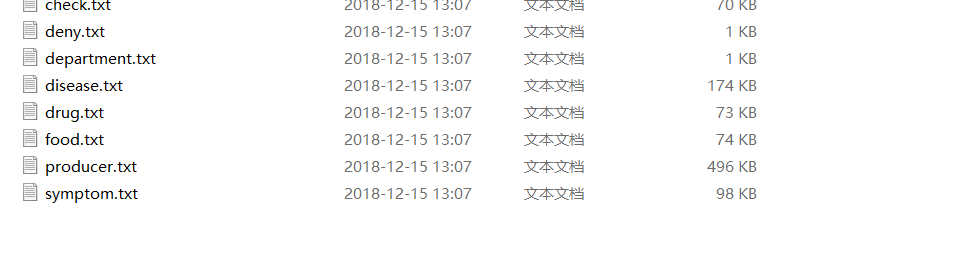 check.txt 2018-12-15 13:07 文本文档 70 KB
deny.txt 2018-12-15 13:07 文本文档 1 KB
department.txt 2018-12-15 13:07 文本文档 1 KB
disease.txt 2018-12-15 13:07 文本文档 174 KB
drug.txt 2018-12-15 13:07 文本文档 73 KB
food.txt 2018-12-15 13:07 文本文档 74 KB
producer.txt 2018-12-15 13:07 文本文档 496 KB
symptom.txt 2018-12-15 13:07 文本文档 98 KB